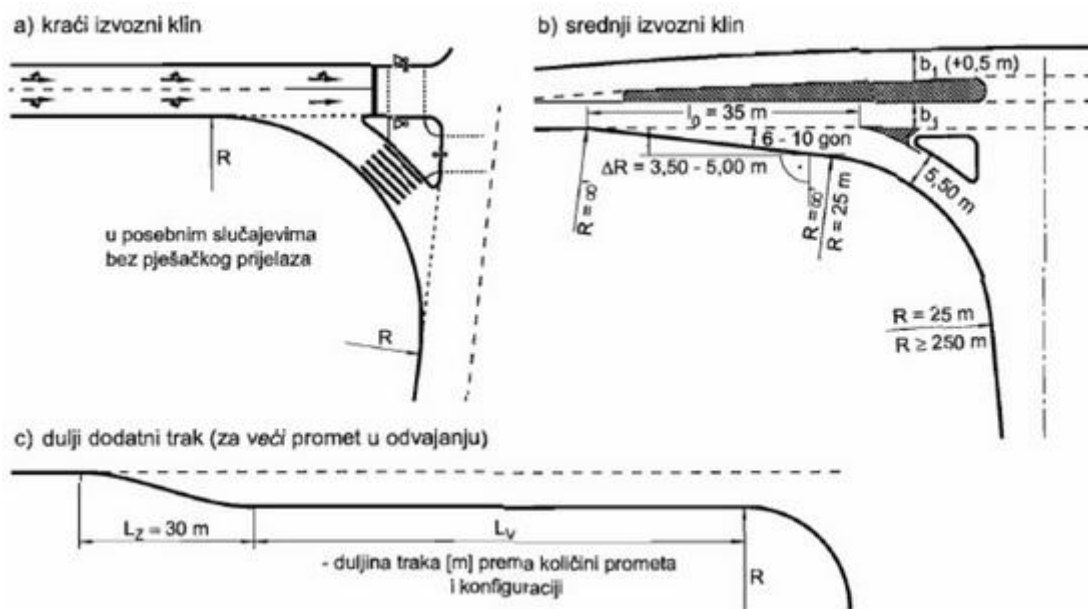 a) kraći izvozni klin
R
u posebnim slučajevima
bez pješačkog prijelaza
R
b) srednji izvozni klin
b₁ (+0,5 m)
l₀ = 35 m
b₁
6 - 10 gon
ΔR = 3,50 - 5,00 m
5,50 m
R = ∞
R = ∞
R = 25 m
R = 25 m
R ≥ 250 m
c) dulji dodatni trak (za veći promet u odvajanju)
L_Z = 30 m
L_V
- duljina traka [m] prema količini prometa
i konfiguraciji
R